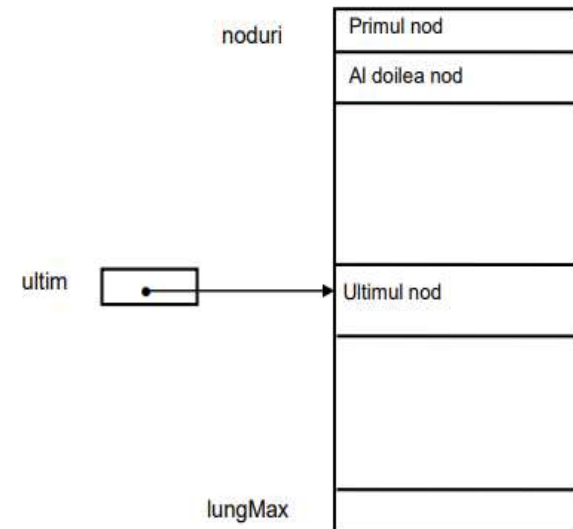 noduri
Primul nod
Al doilea nod
ultim
Ultimul nod
lungMax